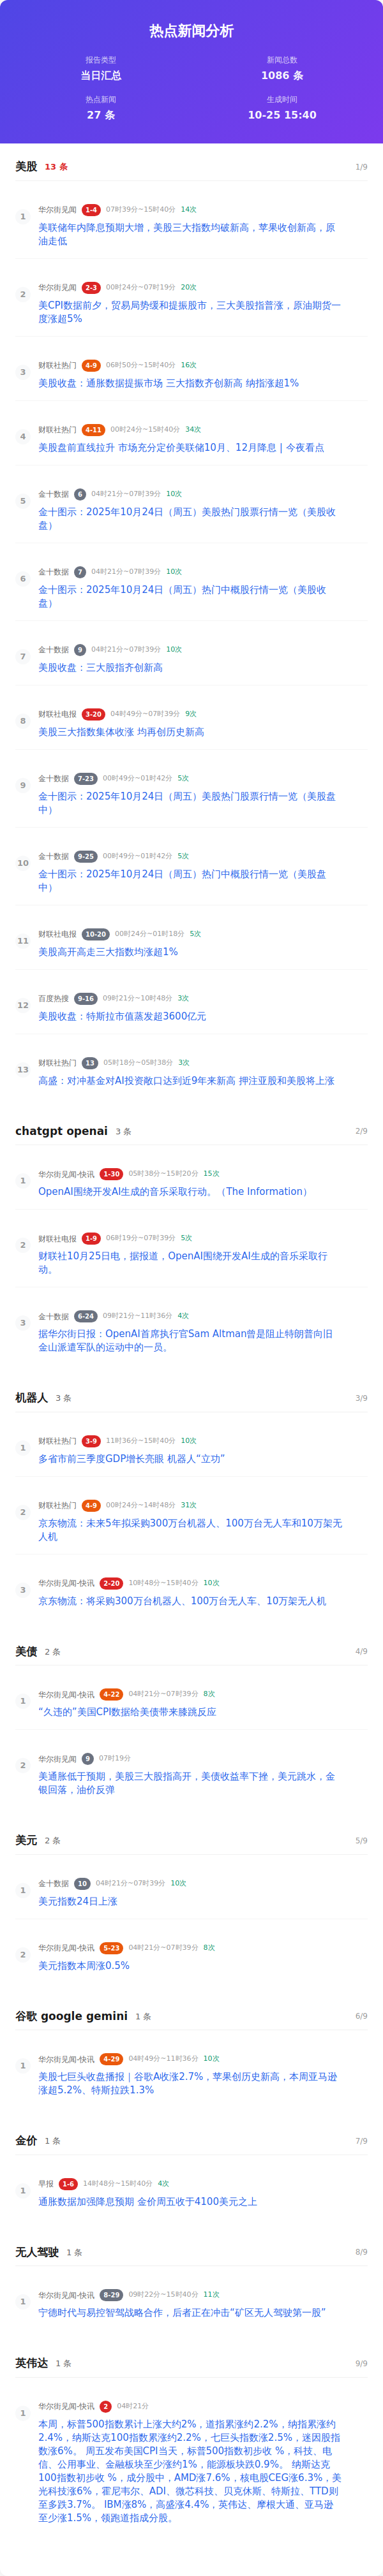 热点新闻分析
报告类型
当日汇总
新闻总数
1086 条
热点新闻
27 条
生成时间
10-25 15:40
美股 13 条 1/9
1
华尔街见闻 1-4 07时39分~15时40分 14次
美联储年内降息预期大增，美股三大指数均破新高，苹果收创新高，原
油走低
2
华尔街见闻 2-3 00时24分~07时19分 20次
美CPI数据前夕，贸易局势缓和提振股市，三大美股指普涨，原油期货一
度涨超5%
3
财联社热门 4-9 06时50分~15时40分 16次
美股收盘：通胀数据提振市场 三大指数齐创新高 纳指涨超1%
4
财联社热门 4-11 00时24分~15时40分 34次
美股盘前直线拉升 市场充分定价美联储10月、12月降息 | 今夜看点
5
金十数据 6 04时21分~07时39分 10次
金十图示：2025年10月24日（周五）美股热门股票行情一览（美股收
盘）
6
金十数据 7 04时21分~07时39分 10次
金十图示：2025年10月24日（周五）热门中概股行情一览（美股收
盘）
7
金十数据 9 04时21分~07时39分 10次
美股收盘：三大股指齐创新高
8
财联社电报 3-20 04时49分~07时39分 9次
美股三大指数集体收涨 均再创历史新高
9
金十数据 7-23 00时49分~01时42分 5次
金十图示：2025年10月24日（周五）美股热门股票行情一览（美股盘
中）
10
金十数据 9-25 00时49分~01时42分 5次
金十图示：2025年10月24日（周五）热门中概股行情一览（美股盘
中）
11
财联社电报 10-20 00时24分~01时18分 5次
美股高开高走三大指数均涨超1%
12
百度热搜 9-16 09时21分~10时48分 3次
美股收盘：特斯拉市值蒸发超3600亿元
13
财联社热门 13 05时18分~05时38分 3次
高盛：对冲基金对AI投资敞口达到近9年来新高 押注亚股和美股将上涨
chatgpt openai 3 条 2/9
1
华尔街见闻-快讯 1-30 05时38分~15时20分 15次
OpenAI围绕开发AI生成的音乐采取行动。（The Information）
2
财联社电报 1-9 06时19分~07时39分 5次
财联社10月25日电，据报道，OpenAI围绕开发AI生成的音乐采取行
动。
3
金十数据 6-24 09时21分~11时36分 4次
据华尔街日报：OpenAI首席执行官Sam Altman曾是阻止特朗普向旧
金山派遣军队的运动中的一员。
机器人 3 条 3/9
1
财联社热门 3-9 11时36分~15时40分 10次
多省市前三季度GDP增长亮眼 机器人“立功”
2
财联社热门 4-9 00时24分~14时48分 31次
京东物流：未来5年拟采购300万台机器人、100万台无人车和10万架无
人机
3
华尔街见闻-快讯 2-20 10时48分~15时40分 10次
京东物流：将采购300万台机器人、100万台无人车、10万架无人机
美债 2 条 4/9
1
华尔街见闻-快讯 4-22 04时21分~07时39分 8次
“久违的”美国CPI数据给美债带来膝跳反应
2
华尔街见闻 9 07时19分
美通胀低于预期，美股三大股指高开，美债收益率下挫，美元跳水，金
银回落，油价反弹
美元 2 条 5/9
1
金十数据 10 04时21分~07时39分 10次
美元指数24日上涨
2
华尔街见闻-快讯 5-23 04时21分~07时39分 8次
美元指数本周涨0.5%
谷歌 google gemini 1 条 6/9
1
华尔街见闻-快讯 4-29 04时49分~11时36分 10次
美股七巨头收盘播报｜谷歌A收涨2.7%，苹果创历史新高，本周亚马逊
涨超5.2%、特斯拉跌1.3%
金价 1 条 7/9
1
早报 1-6 14时48分~15时40分 4次
通胀数据加强降息预期 金价周五收于4100美元之上
无人驾驶 1 条 8/9
1
华尔街见闻-快讯 8-29 09时22分~15时40分 11次
宁德时代与易控智驾战略合作，后者正在冲击“矿区无人驾驶第一股”
英伟达 1 条 9/9
1
华尔街见闻-快讯 2 04时21分
本周，标普500指数累计上涨大约2%，道指累涨约2.2%，纳指累涨约
2.4%，纳斯达克100指数累涨约2.2%，七巨头指数涨2.5%，迷因股指
数涨6%。 周五发布美国CPI当天，标普500指数初步收 %，科技、电
信、公用事业、金融板块至少涨约1%，能源板块跌0.9%。 纳斯达克
100指数初步收 %，成分股中，AMD涨7.6%，核电股CEG涨6.3%，美
光科技涨6%，霍尼韦尔、ADI、微芯科技、贝克休斯、特斯拉、TTD则
至多跌3.7%。 IBM涨8%，高盛涨4.4%，英伟达、摩根大通、亚马逊
至少涨1.5%，领跑道指成分股。